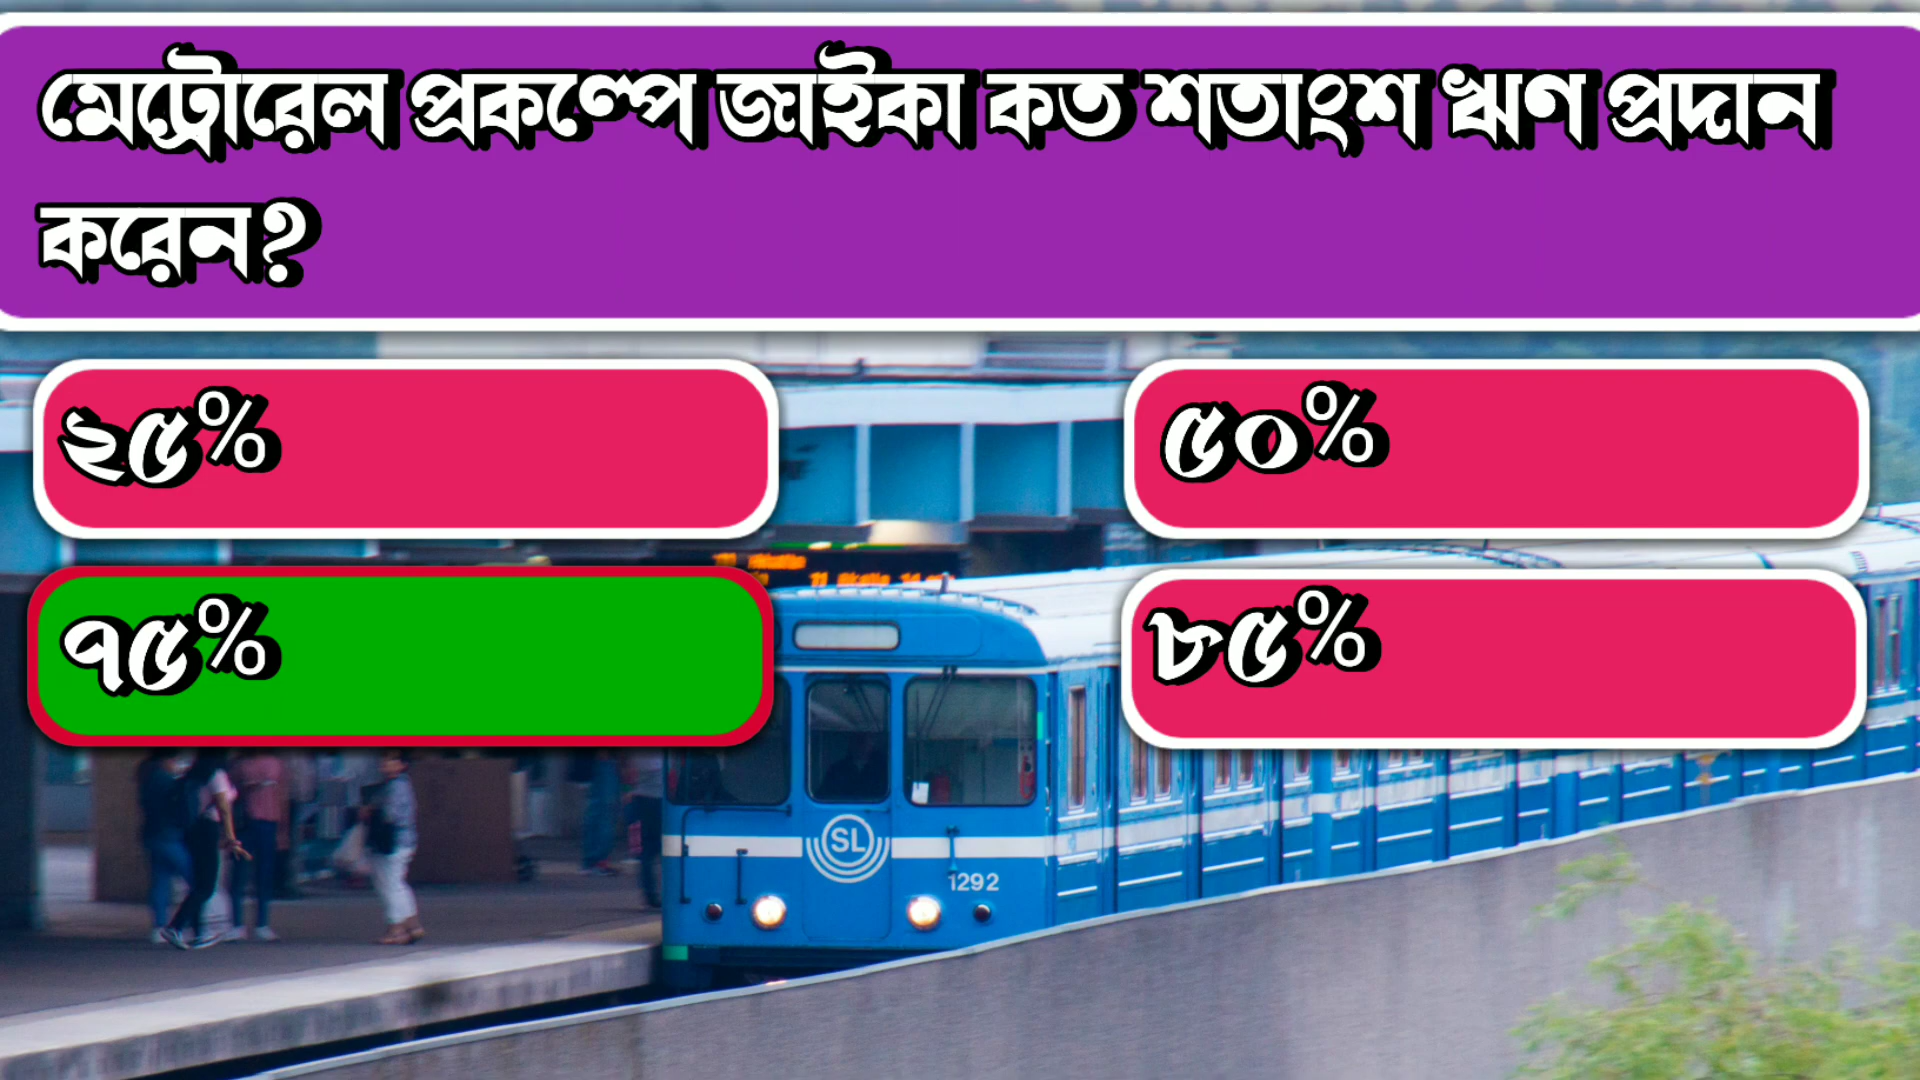 মেট্রোরেল প্রকল্পে জাইকা কত শতাংশ ঋণ প্রদান
করেন?
২৫%
৫০%
৭৫%
৮৫%
SL
1292